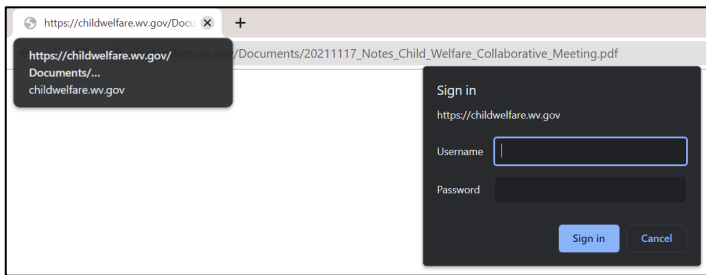 https://childwelfare.wv.gov/Docu
/Documents/20211117_Notes_Child_Welfare_Collaborative_Meeting.pdf
https://childwelfare.wv.gov/
Documents/...
childwelfare.wv.gov
Sign in
https://childwelfare.wv.gov
Username
Password
Sign in Cancel